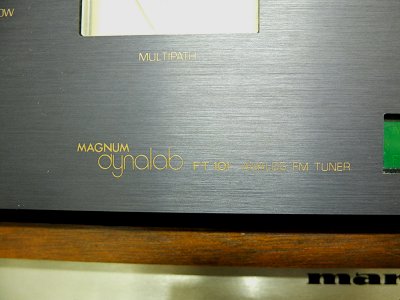 MULTIPATH
MAGNUM
dynalab FT-101 ANALOG FM TUNER